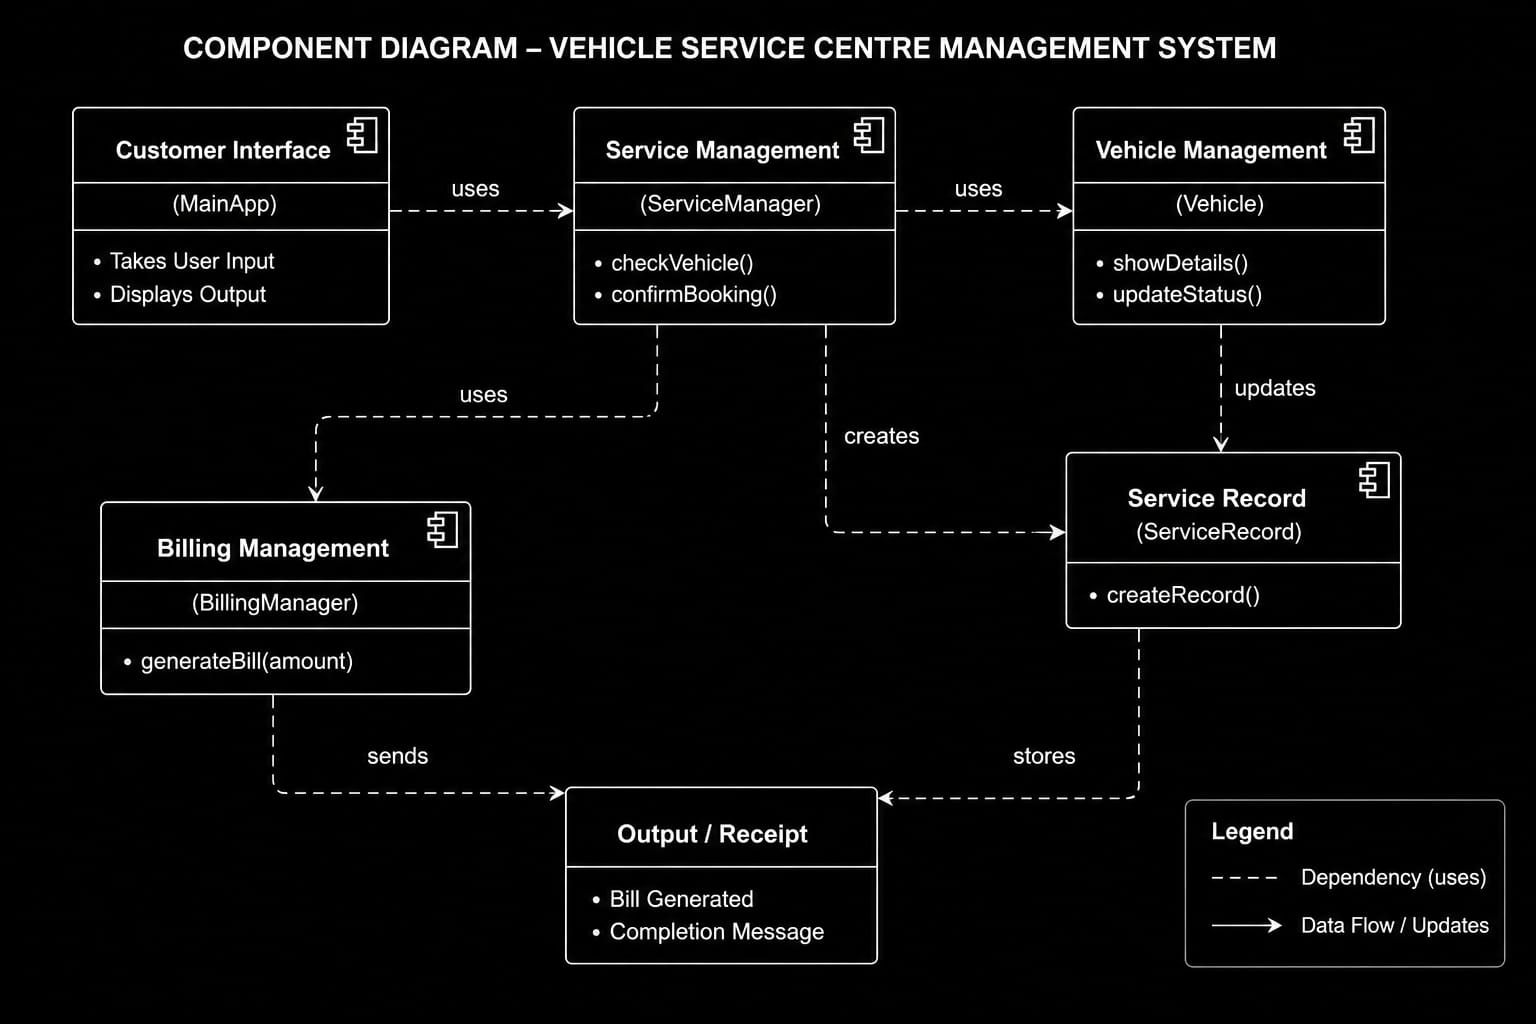 COMPONENT DIAGRAM – VEHICLE SERVICE CENTRE MANAGEMENT SYSTEM
Customer Interface
(MainApp)
• Takes User Input
• Displays Output
uses
Service Management
(ServiceManager)
• checkVehicle()
• confirmBooking()
uses
Vehicle Management
(Vehicle)
• showDetails()
• updateStatus()
uses
creates
updates
Billing Management
(BillingManager)
• generateBill(amount)
Service Record
(ServiceRecord)
• createRecord()
sends
stores
Output / Receipt
• Bill Generated
• Completion Message
Legend
Dependency (uses)
Data Flow / Updates